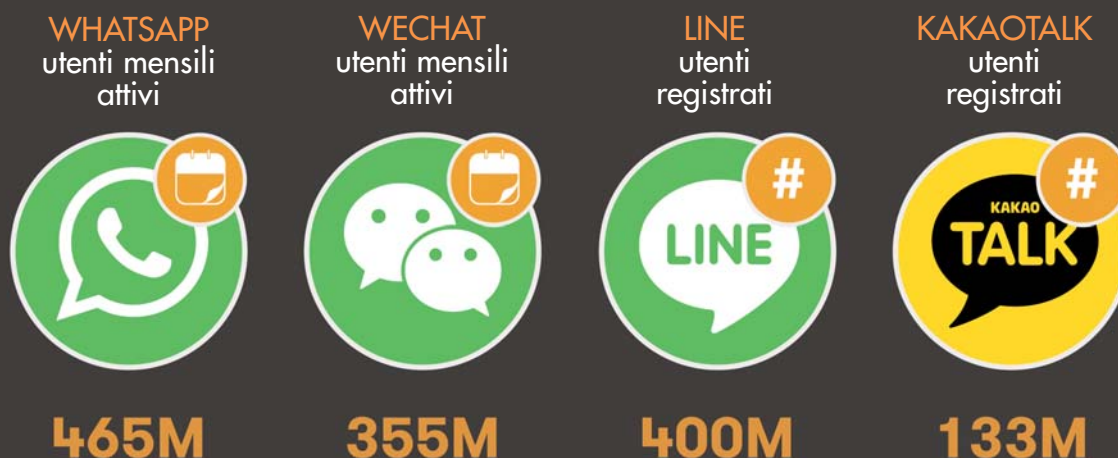 WHATSAPP
utenti mensili
attivi
WECHAT
utenti mensili
attivi
LINE
utenti
registrati
KAKAOTALK
utenti
registrati
#
LINE
#
KAKAO
TALK
465M
355M
400M
133M